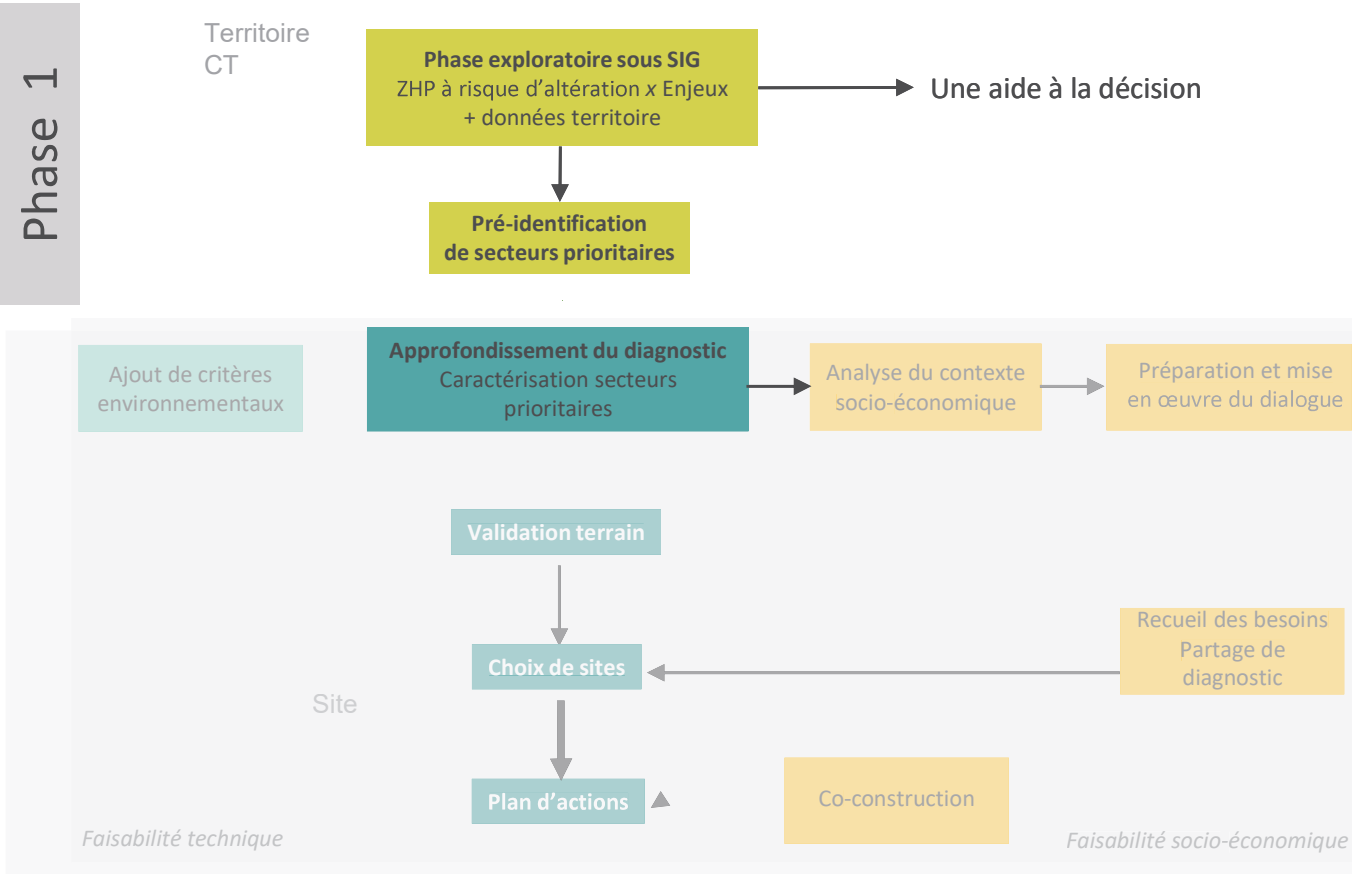 Phase 1
Territoire
CT
Phase exploratoire sous SIG
ZHP à risque d'altération x Enjeux
+ données territoire
Une aide à la décision
Pré-identification
de secteurs prioritaires
Ajout de critères
environnementaux
Approfondissement du diagnostic
Caractérisation secteurs
prioritaires
Analyse du contexte
socio-économique
Préparation et mise
en œuvre du dialogue
Validation terrain
Choix de sites
Recueil des besoins
Partage de
diagnostic
Site
Plan d'actions
Co-construction
Faisabilité technique
Faisabilité socio-économique